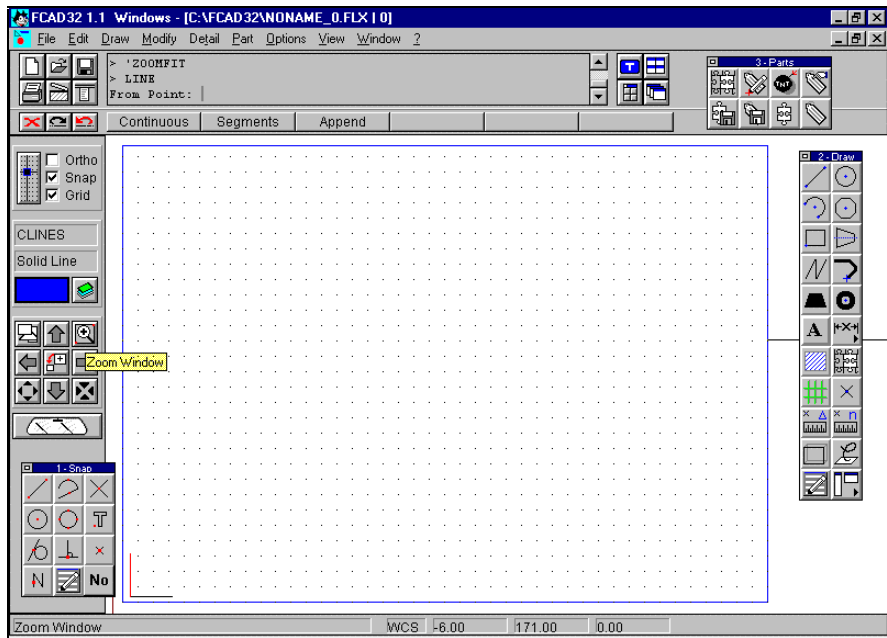 FCAD32 1.1 Windows - [C:\FCAD32\NONAME_0.FLX | 0]
File Edit Draw Modify Detail Part Options View Window ?
> 'ZOOMFIT
> LINE
From Point:
T
3 - Parts
TNT
Continuous Segments Append
Ortho
Snap
Grid
CLINES
Solid Line
Zoom Window
1 - Snap
T
N No
2 - Draw
A X
x Δ x n
Zoom Window WCS -6.00 171.00 0.00